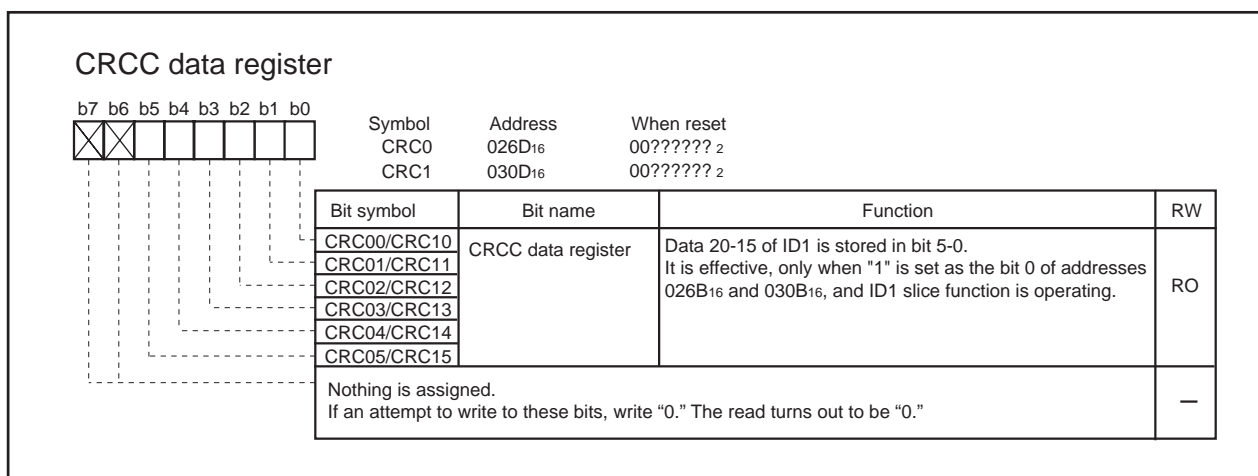 CRCC data register
b7 b6 b5 b4 b3 b2 b1 b0
Symbol Address When reset
CRC0 026D16 00?????? 2
CRC1 030D16 00?????? 2
Bit symbol Bit name Function RW
CRC00/CRC10 CRCC data register Data 20-15 of ID1 is stored in bit 5-0.
CRC01/CRC11 It is effective, only when "1" is set as the bit 0 of addresses
CRC02/CRC12 026B16 and 030B16, and ID1 slice function is operating. RO
CRC03/CRC13
CRC04/CRC14
CRC05/CRC15
Nothing is assigned.
If an attempt to write to these bits, write “0.” The read turns out to be “0.” –